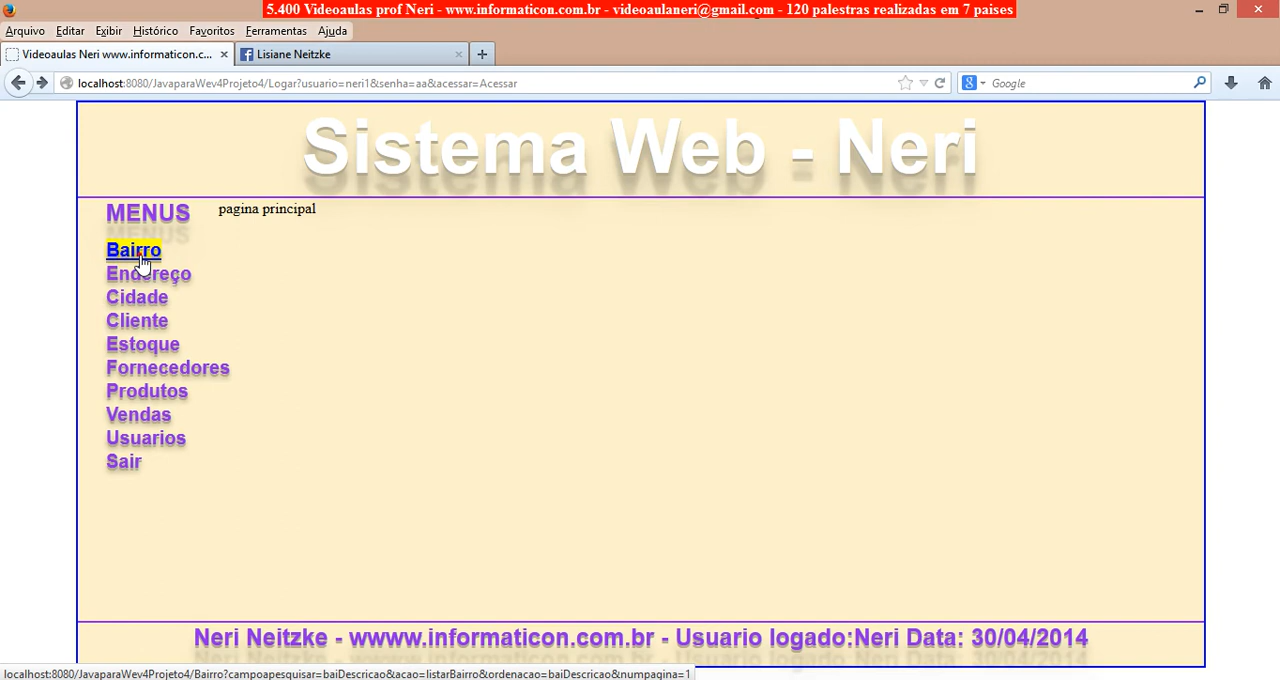 5.400 Videoaulas prof Neri - www.informaticon.com.br - videoaulaneri@gmail.com - 120 palestras realizadas em 7 paises
Arquivo Editar Exibir Histórico Favoritos Ferramentas Ajuda
Videoaulas Neri www.informaticon.c... Lisiane Neitzke
localhost:8080/JavaparaWev4Projeto4/Logar?usuario=neri1&senha=aa&acessar=Acessar Google
Sistema Web - Neri
MENUS pagina principal
Bairro
Endereço
Cidade
Cliente
Estoque
Fornecedores
Produtos
Vendas
Usuarios
Sair
Neri Neitzke - wwww.informaticon.com.br - Usuario logado:Neri Data: 30/04/2014
localhost:8080/JavaparaWev4Projeto4/Bairro?campoapesquisar=baiDescricao&acao=listarBairro&ordenacao=baiDescricao&numpagina=1